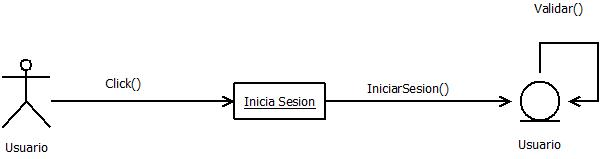 Validar()
Click()
IniciarSesion()
Inicia Sesion
Usuario
Usuario